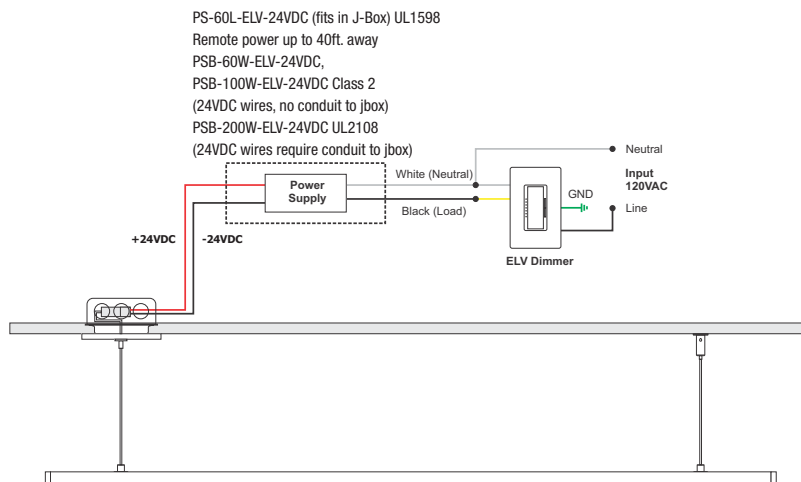 PS-60L-ELV-24VDC (fits in J-Box) UL1598
Remote power up to 40ft. away
PSB-60W-ELV-24VDC,
PSB-100W-ELV-24VDC Class 2
(24VDC wires, no conduit to jbox)
PSB-200W-ELV-24VDC UL2108
(24VDC wires require conduit to jbox)
Neutral
White (Neutral)
Power
Supply
Input
120VAC
GND
Black (Load)
Line
+24VDC
-24VDC
ELV Dimmer